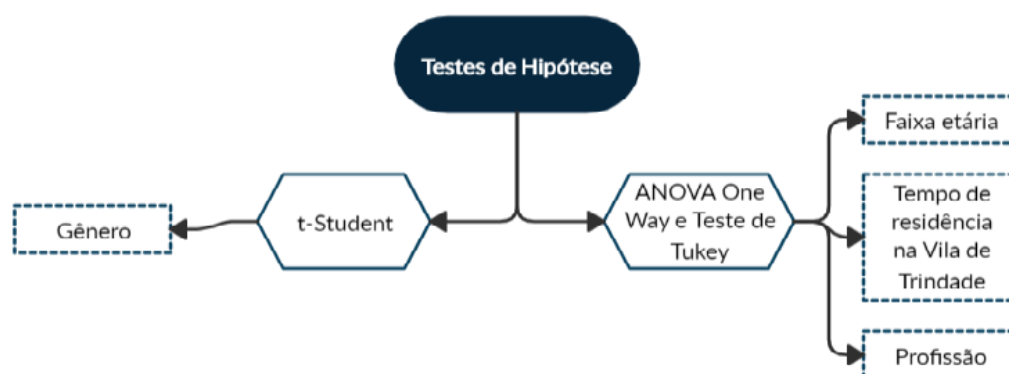 Testes de Hipótese
Gênero
t-Student
ANOVA One
Way e Teste de
Tukey
Faixa etária
Tempo de
residência
na Vila de
Trindade
Profissão